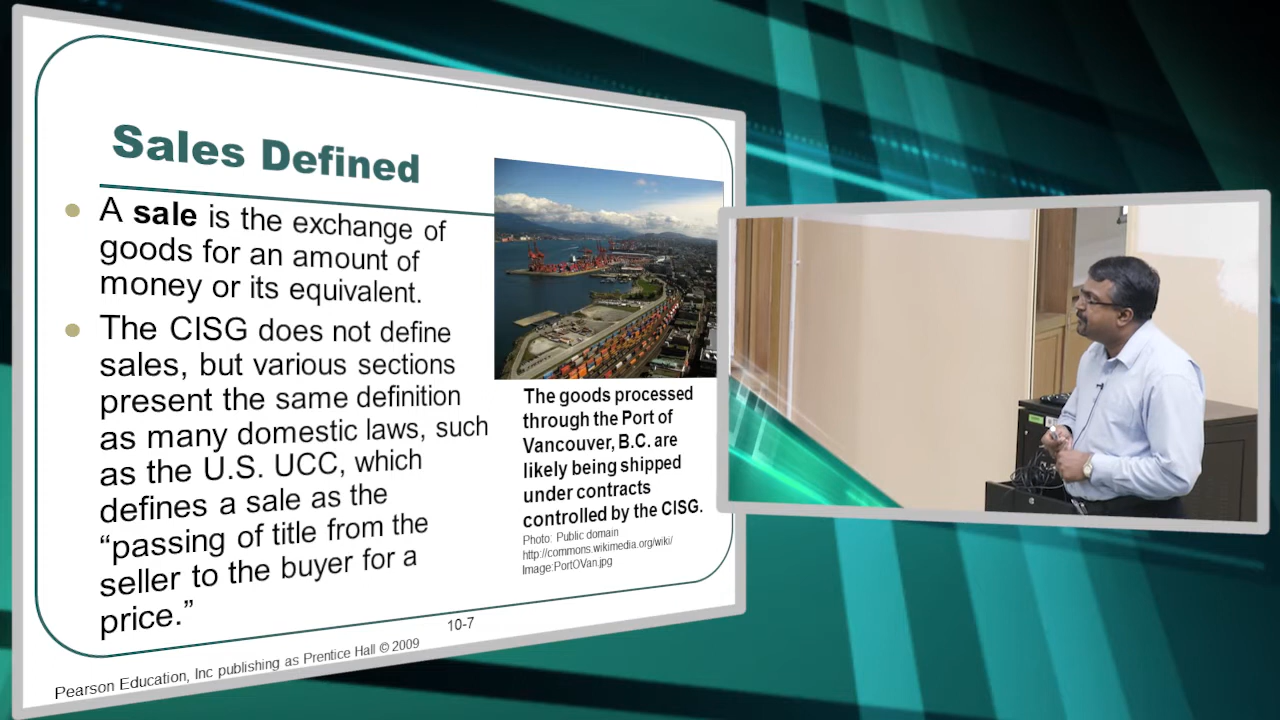 Sales Defined
A sale is the exchange of
goods for an amount of
money or its equivalent.
The CISG does not define
sales, but various sections
present the same definition
as many domestic laws, such
as the U.S. UCC, which
defines a sale as the
“passing of title from the
seller to the buyer for a
price.”
The goods processed
through the Port of
Vancouver, B.C. are
likely being shipped
under contracts
controlled by the CISG.
Photo: Public domain
http://commons.wikimedia.org/wiki/
Image:PortOVan.jpg
10-7
Pearson Education, Inc publishing as Prentice Hall © 2009